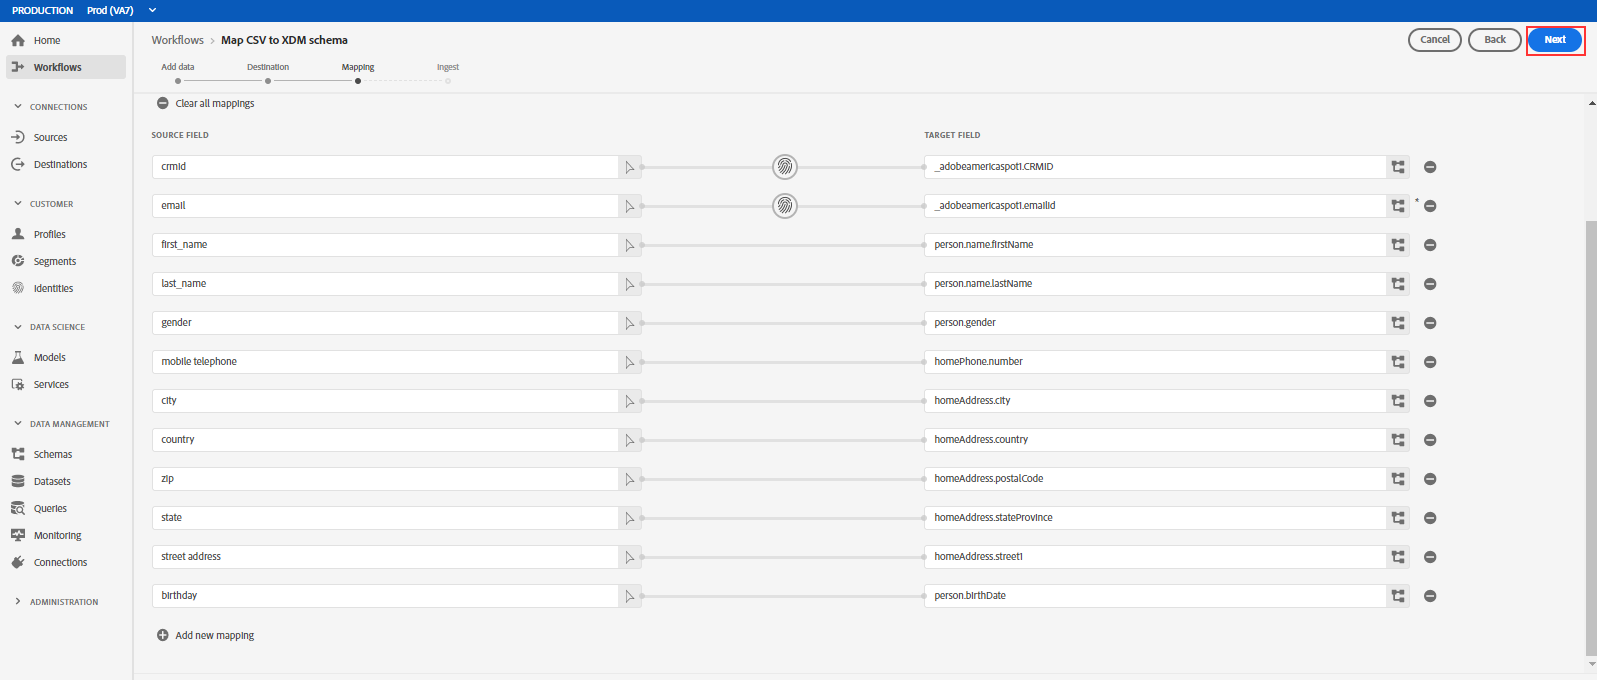 PRODUCTION Prod (VA7)
Home
Workflows
CONNECTIONS
Sources
Destinations
CUSTOMER
Profiles
Segments
Identities
DATA SCIENCE
Models
Services
DATA MANAGEMENT
Schemas
Datasets
Queries
Monitoring
Connections
ADMINISTRATION
Workflows > Map CSV to XDM schema
Cancel Back Next
Add data Destination Mapping Ingest
Clear all mappings
SOURCE FIELD TARGET FIELD
crmid _adobeamericaspot1.CRMID
email _adobeamericaspot1.emailid *
first_name person.name.firstName
last_name person.name.lastName
gender person.gender
mobile telephone homePhone.number
city homeAddress.city
country homeAddress.country
zip homeAddress.postalCode
state homeAddress.stateProvince
street address homeAddress.street1
birthday person.birthDate
Add new mapping